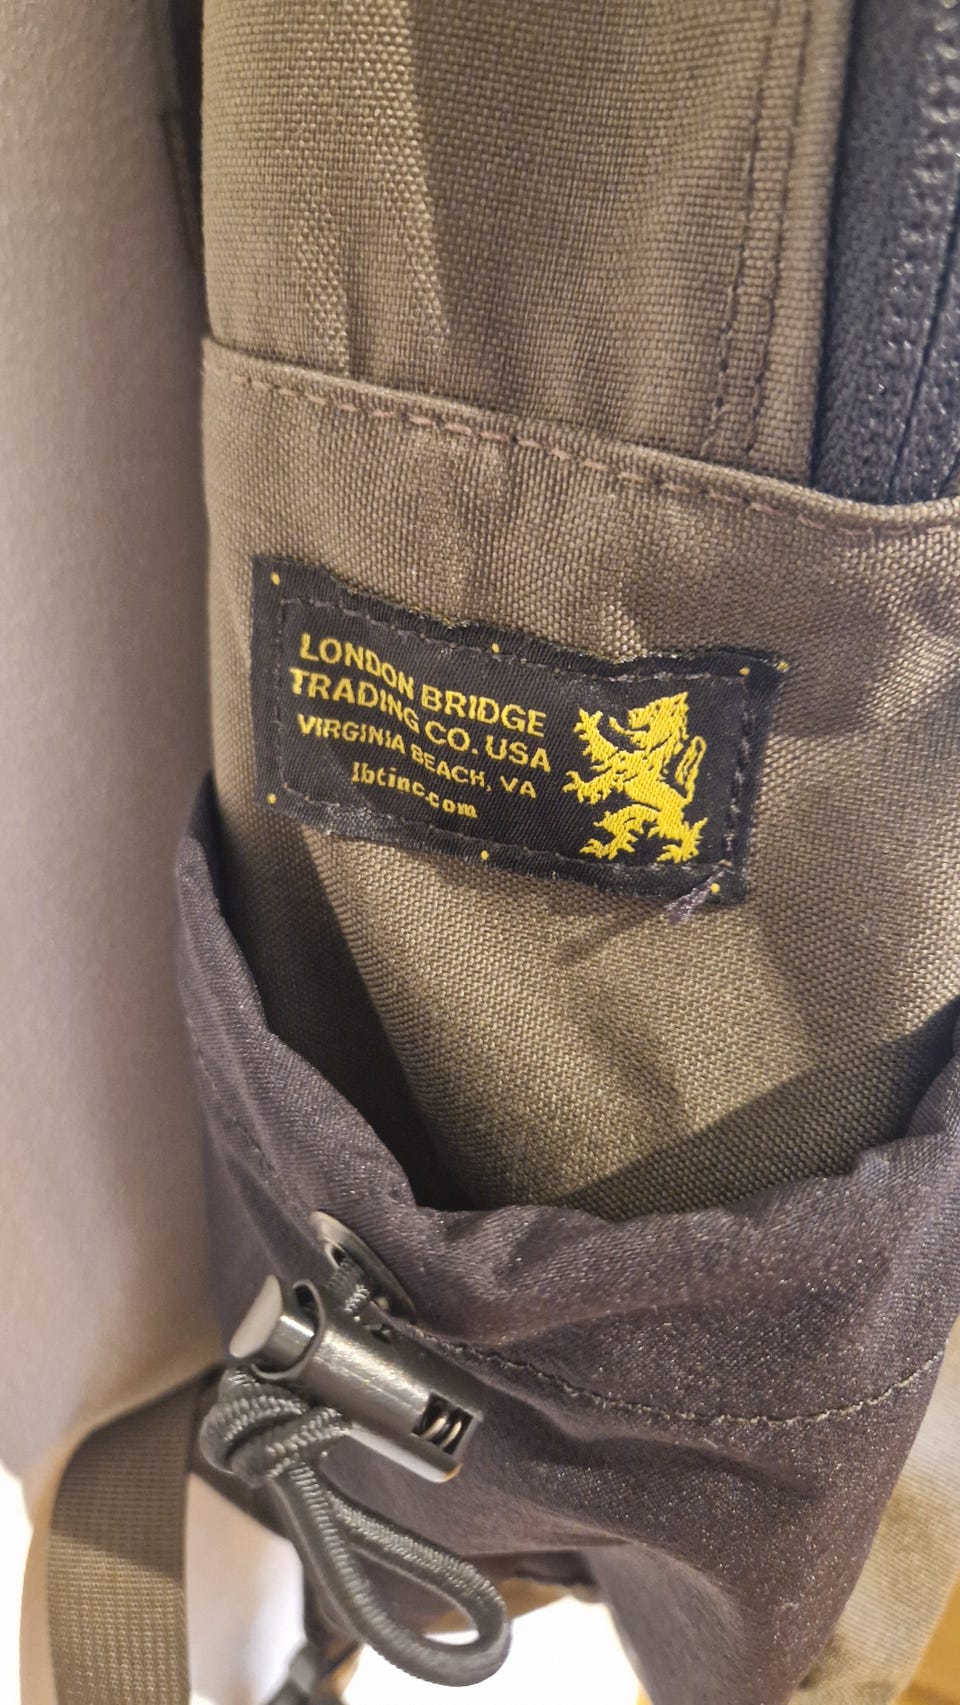 LONDON BRIDGE
TRADING CO. USA
VIRGINIA BEACH, VA
lbtinc.com